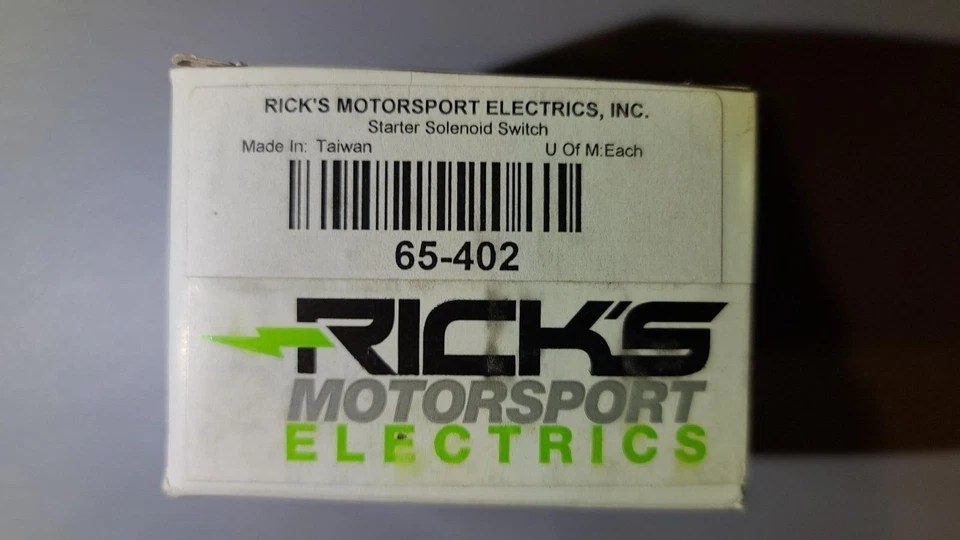 RICK'S MOTORSPORT ELECTRICS, INC.
Starter Solenoid Switch
Made In: Taiwan U Of M:Each
65-402
RICK'S
MOTORSPORT
ELECTRICS